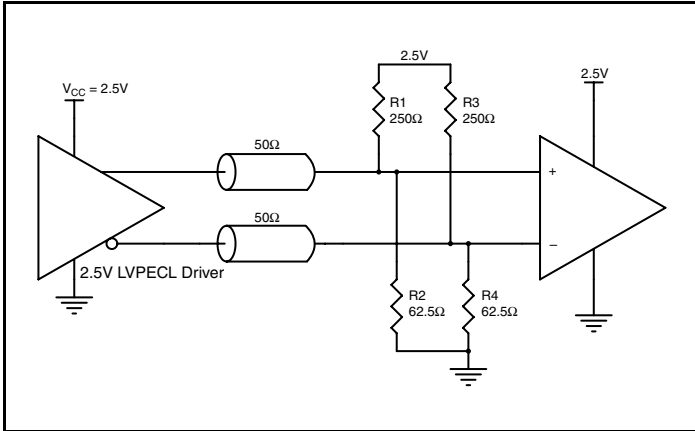 2.5V
V_CC = 2.5V
2.5V
R1
250Ω
R3
250Ω
50Ω
+
50Ω
−
2.5V LVPECL Driver
R2
62.5Ω
R4
62.5Ω